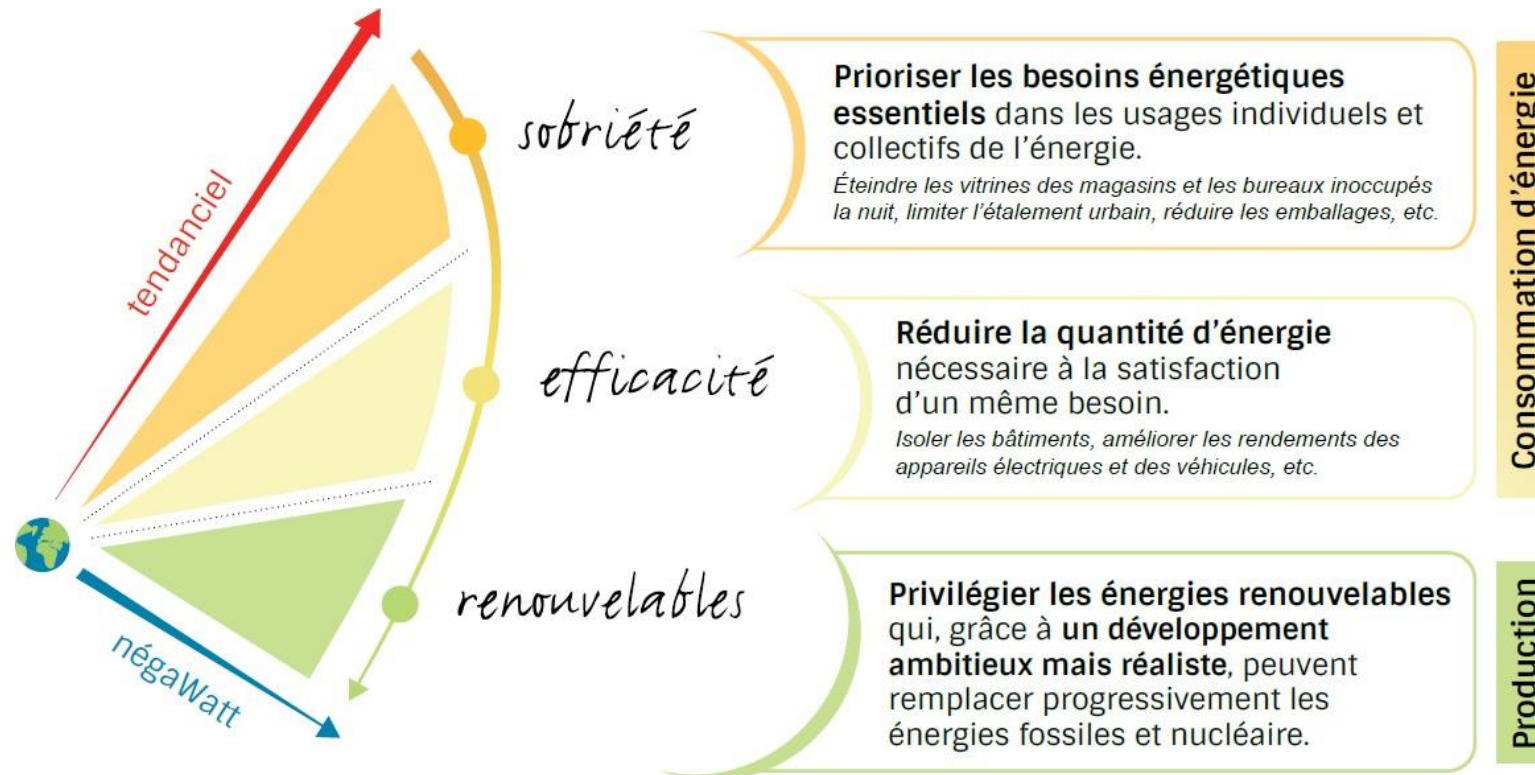 tendanciel
sobriété
Prioriser les besoins énergétiques
essentiels dans les usages individuels et
collectifs de l'énergie.
Éteindre les vitrines des magasins et les bureaux inoccupés
la nuit, limiter l'étalement urbain, réduire les emballages, etc.
efficacité
Réduire la quantité d'énergie
nécessaire à la satisfaction
d'un même besoin.
Isoler les bâtiments, améliorer les rendements des
appareils électriques et des véhicules, etc.
Consommation d'énergie
négaWatt
renouvelables
Privilégier les énergies renouvelables
qui, grâce à un développement
ambitieux mais réaliste, peuvent
remplacer progressivement les
énergies fossiles et nucléaire.
Production